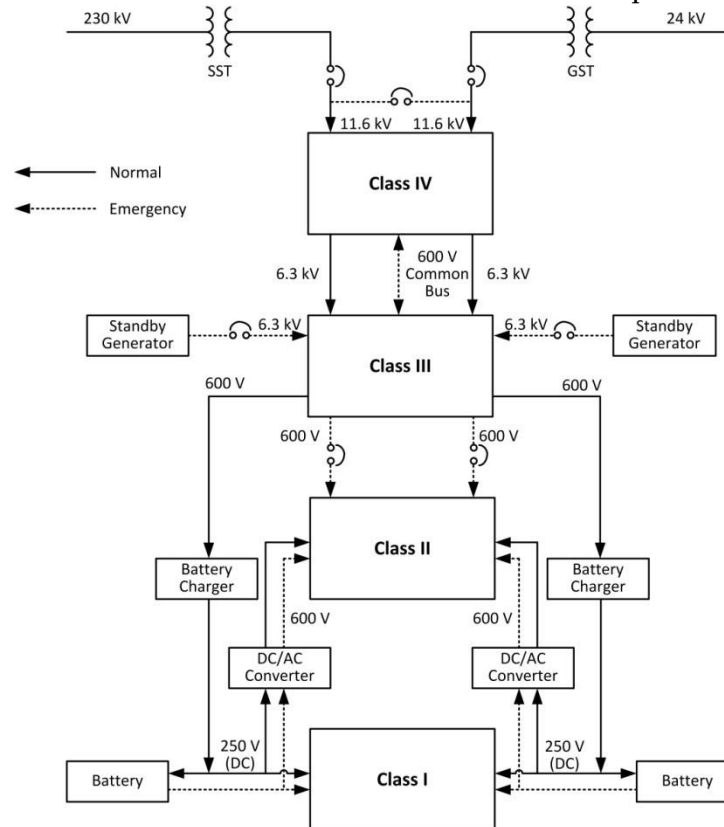 230 kV
24 kV
SST
GST
11.6 kV
11.6 kV
Normal
Class IV
Emergency
6.3 kV
600 V
Common
Bus
6.3 kV
Standby
Generator
6.3 kV
6.3 kV
Standby
Generator
Class III
600 V
600 V
600 V
600 V
Class II
Battery
Charger
Battery
Charger
600 V
600 V
DC/AC
Converter
DC/AC
Converter
250 V
(DC)
250 V
(DC)
Battery
Class I
Battery